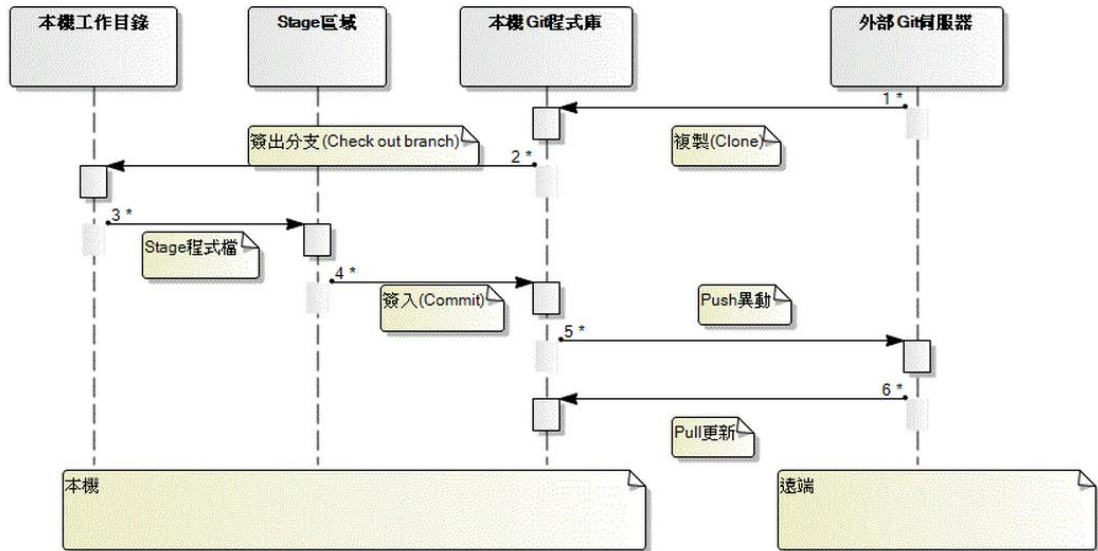 本機工作目錄
Stage區域
本機Git程式庫
外部Git伺服器
1 *
複製(Clone)
簽出分支(Check out branch)
2 *
3 *
Stage程式檔
4 *
簽入(Commit)
Push異動
5 *
6 *
Pull更新
本機
遠端